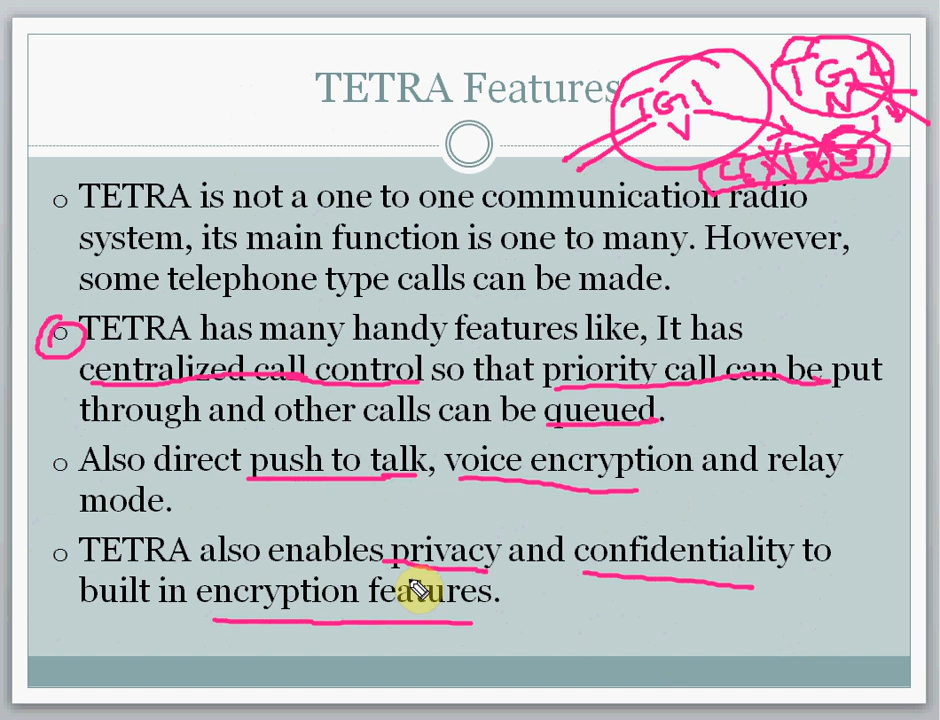 TETRA Features
TG1
V
TG2
N
o TETRA is not a one to one communication radio
system, its main function is one to many. However,
some telephone type calls can be made.
o TETRA has many handy features like, It has
centralized call control so that priority call can be put
through and other calls can be queued.
o Also direct push to talk, voice encryption and relay
mode.
o TETRA also enables privacy and confidentiality to
built in encryption features.